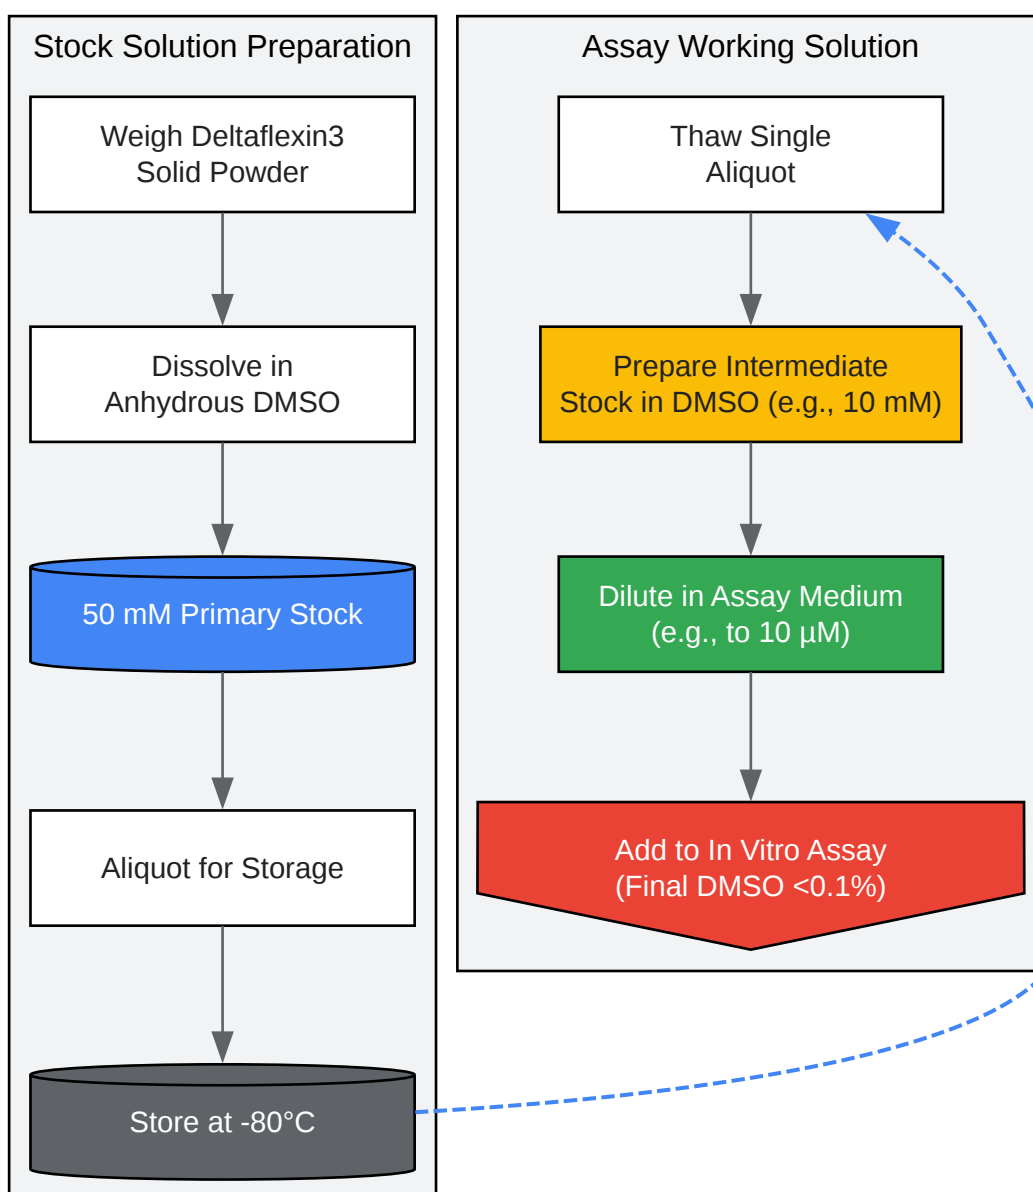 Stock Solution Preparation
Weigh Deltaflexin3
Solid Powder
Dissolve in
Anhydrous DMSO
50 mM Primary Stock
Aliquot for Storage
Store at -80°C
Assay Working Solution
Thaw Single
Aliquot
Prepare Intermediate
Stock in DMSO (e.g., 10 mM)
Dilute in Assay Medium
(e.g., to 10 µM)
Add to In Vitro Assay
(Final DMSO <0.1%)